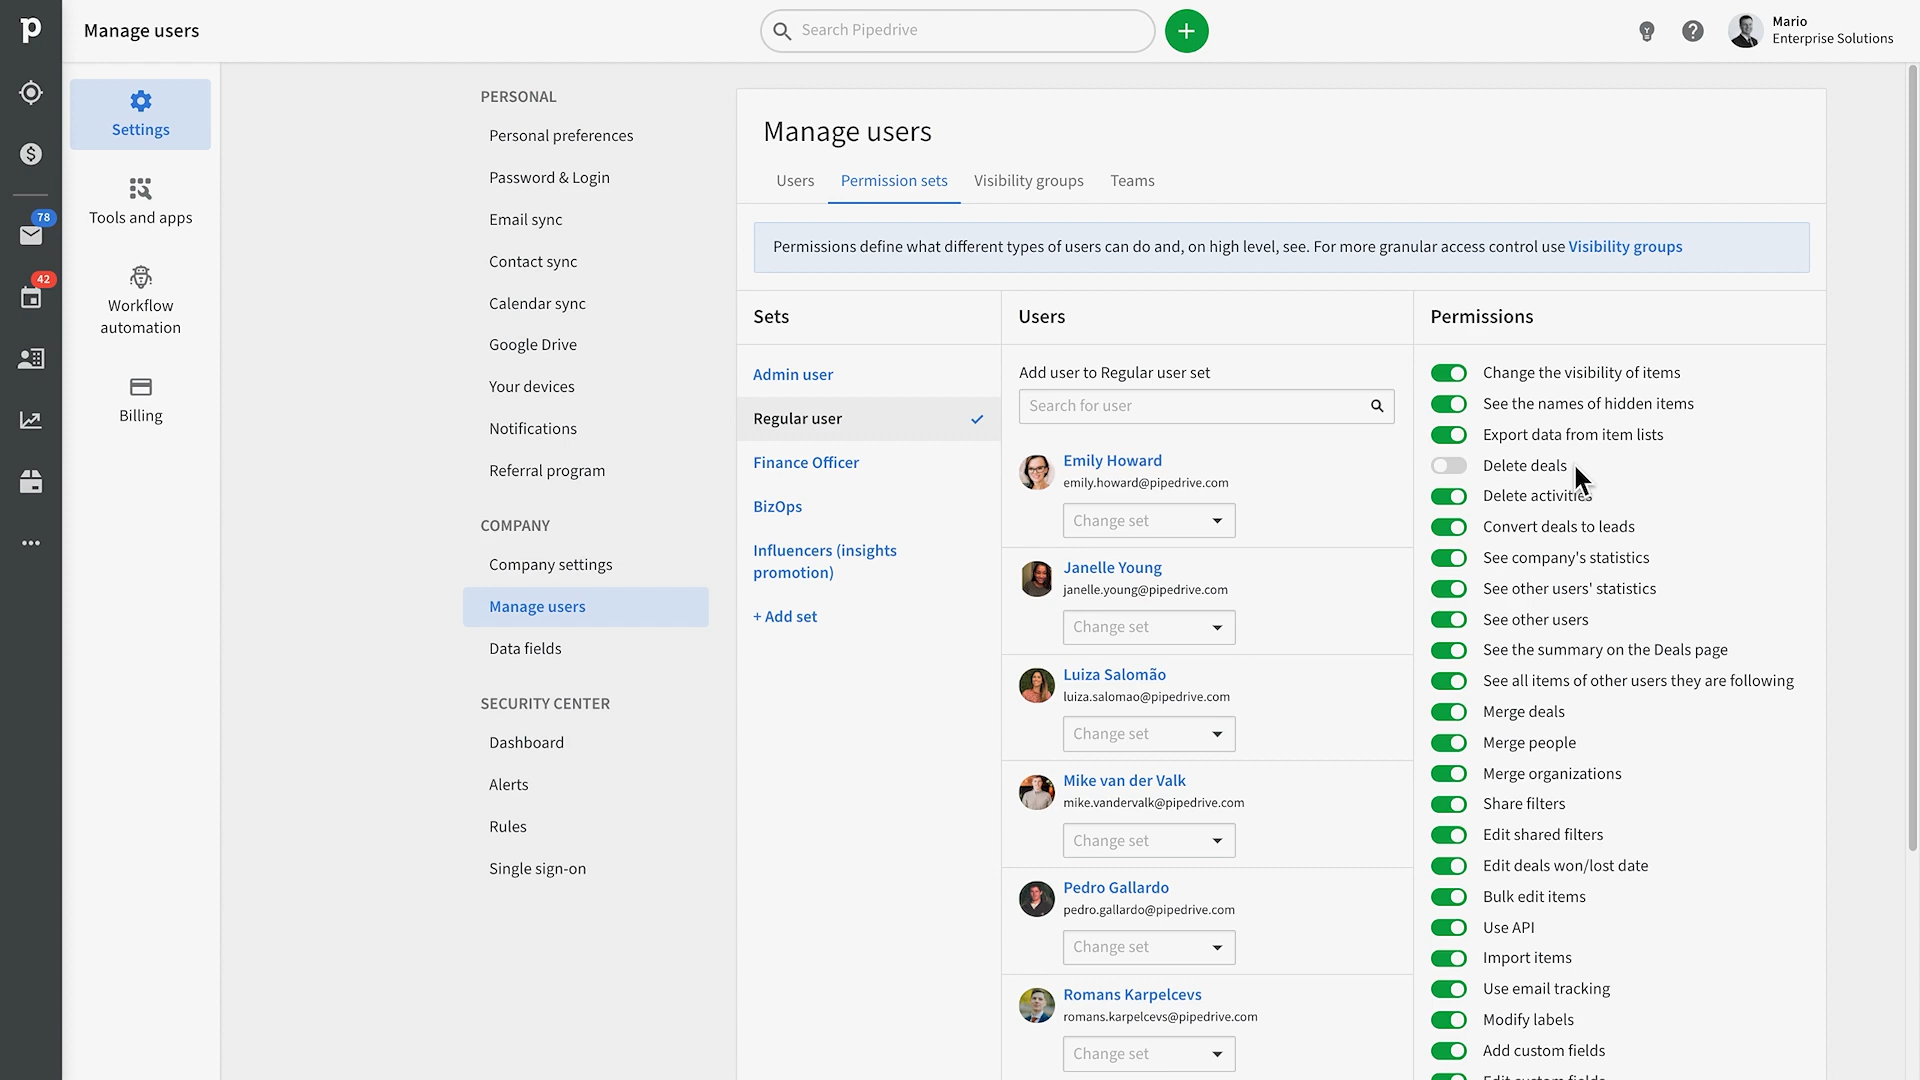 p
Manage users
Search Pipedrive
Mario
Enterprise Solutions
78
42
Settings
Tools and apps
Workflow
automation
Billing
PERSONAL
Personal preferences
Password & Login
Email sync
Contact sync
Calendar sync
Google Drive
Your devices
Notifications
Referral program
COMPANY
Company settings
Manage users
Data fields
SECURITY CENTER
Dashboard
Alerts
Rules
Single sign-on
Manage users
Users
Permission sets
Visibility groups
Teams
Permissions define what different types of users can do and, on high level, see. For more granular access control use Visibility groups
Sets
Admin user
Regular user
Finance Officer
BizOps
Influencers (insights
promotion)
+ Add set
Users
Add user to Regular user set
Search for user
Emily Howard
emily.howard@pipedrive.com
Change set
Janelle Young
janelle.young@pipedrive.com
Change set
Luiza Salomão
luiza.salomao@pipedrive.com
Change set
Mike van der Valk
mike.vandervalk@pipedrive.com
Change set
Pedro Gallardo
pedro.gallardo@pipedrive.com
Change set
Romans Karpelcevs
romans.karpelcevs@pipedrive.com
Change set
Permissions
Change the visibility of items
See the names of hidden items
Export data from item lists
Delete deals
Delete activities
Convert deals to leads
See company's statistics
See other users' statistics
See other users
See the summary on the Deals page
See all items of other users they are following
Merge deals
Merge people
Merge organizations
Share filters
Edit shared filters
Edit deals won/lost date
Bulk edit items
Use API
Import items
Use email tracking
Modify labels
Add custom fields
Edit custom fields